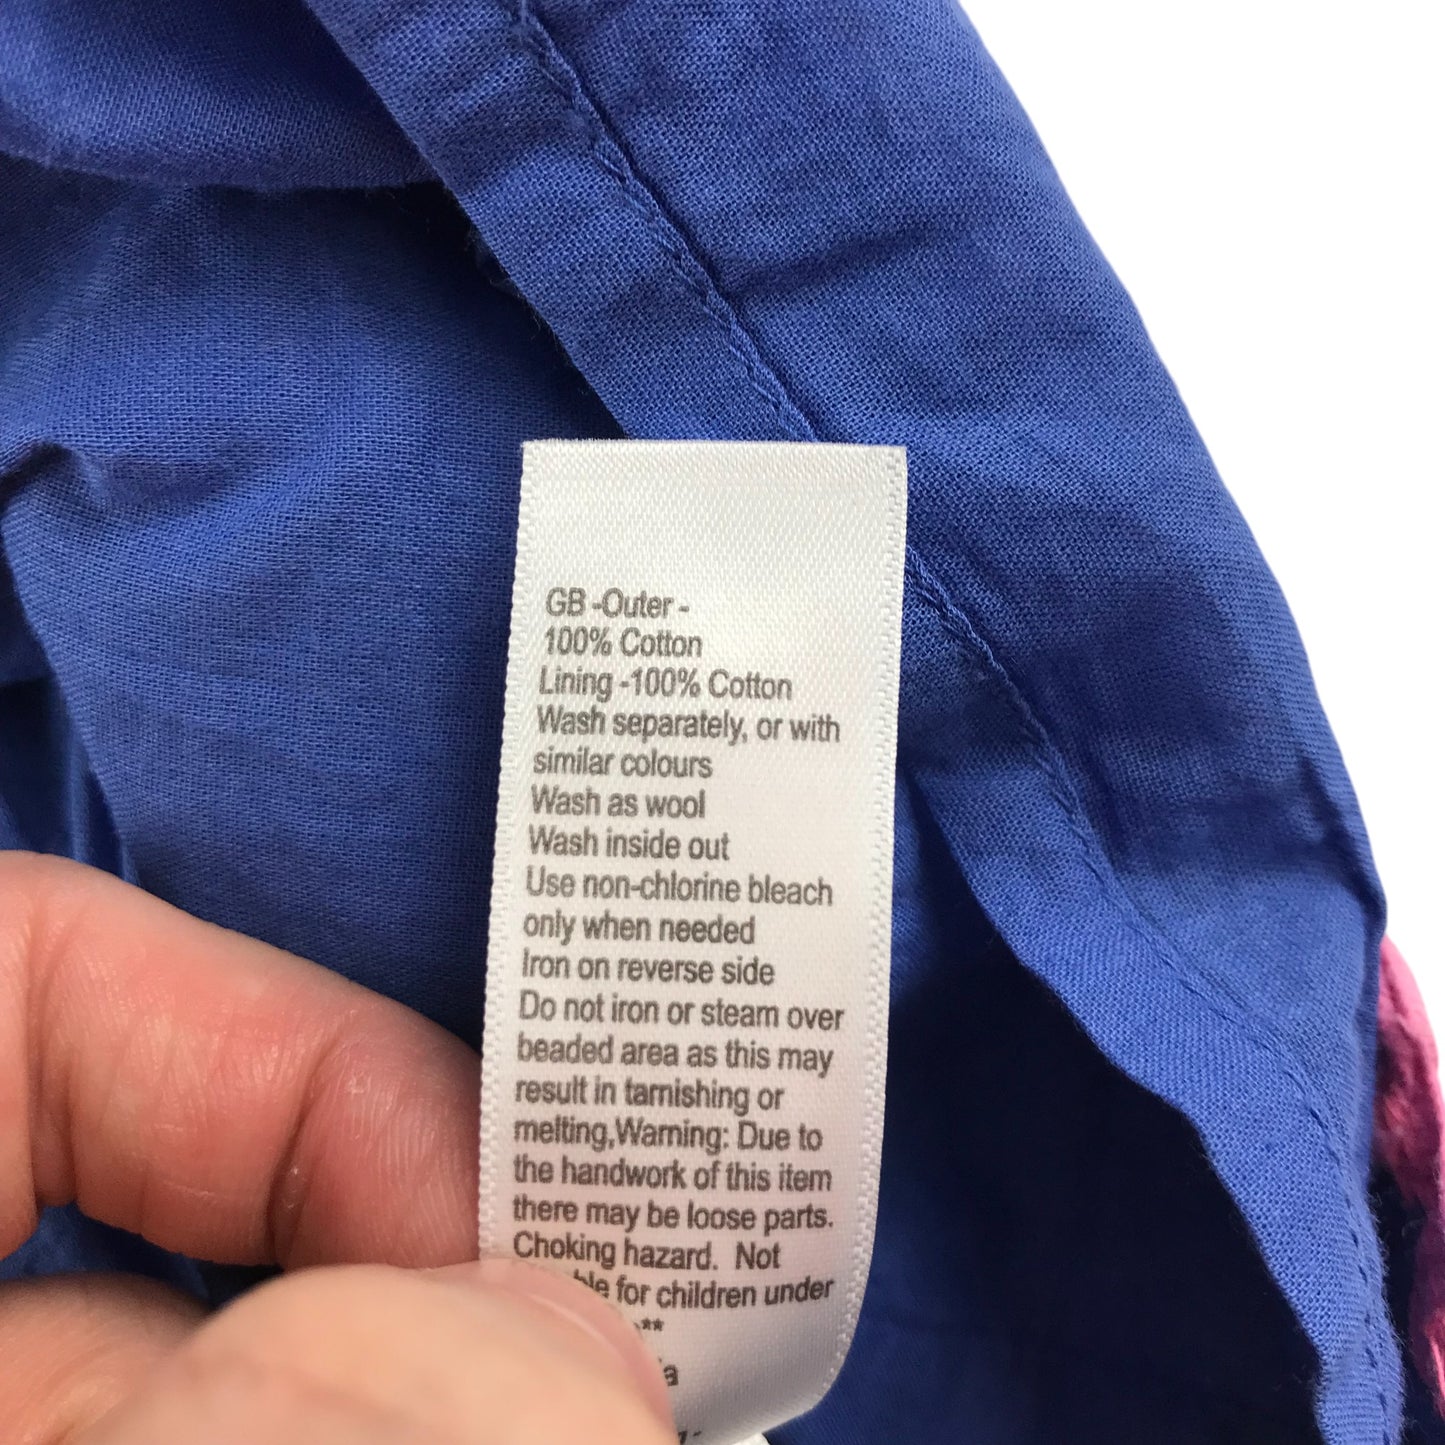 GB -Outer -
100% Cotton
Lining -100% Cotton
Wash separately, or with
similar colours
Wash as wool
Wash inside out
Use non-chlorine bleach
only when needed
Iron on reverse side
Do not iron or steam over
beaded area as this may
result in tarnishing or
melting,Warning: Due to
the handwork of this item
there may be loose parts.
Choking hazard. Not
for children under
**